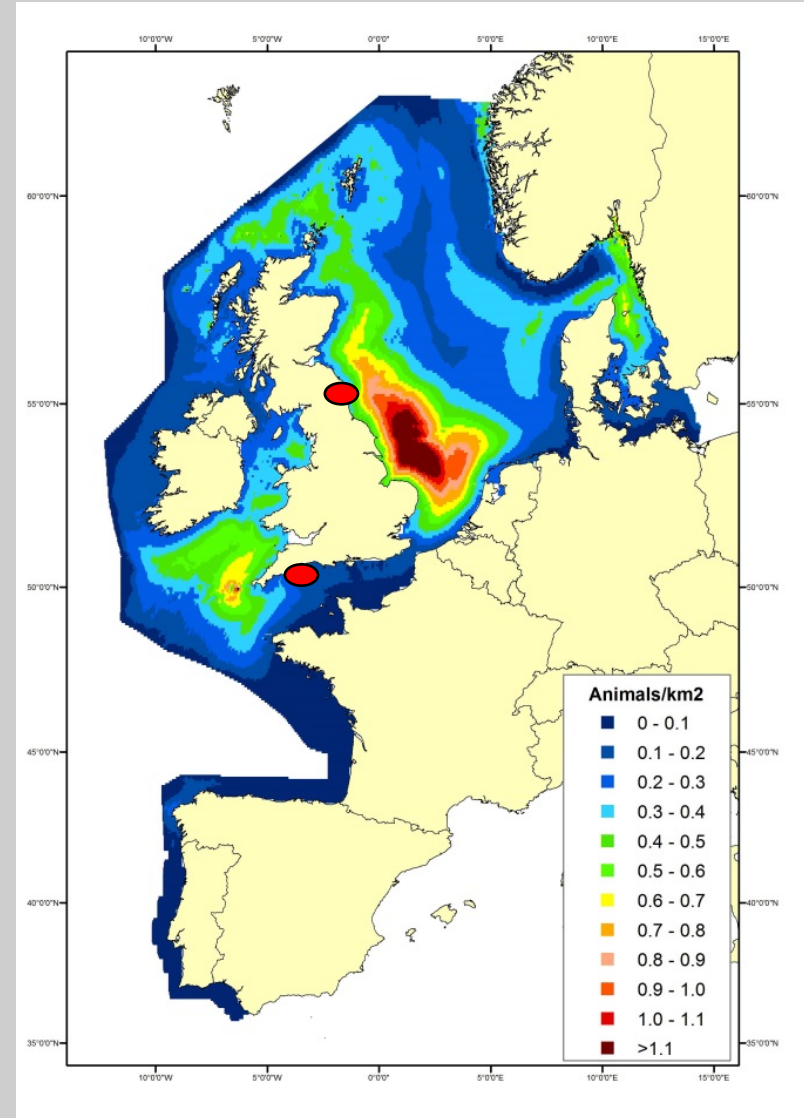 10°0'0"W 5°0'0"W 0°0'0" 5°0'0"E 10°0'0"E 15°0'0"E
60°0'0"N 60°0'0"N
55°0'0"N 55°0'0"N
50°0'0"N 50°0'0"N
45°0'0"N 45°0'0"N
40°0'0"N 40°0'0"N
35°0'0"N 35°0'0"N
Animals/km2
0 - 0.1
0.1 - 0.2
0.2 - 0.3
0.3 - 0.4
0.4 - 0.5
0.5 - 0.6
0.6 - 0.7
0.7 - 0.8
0.8 - 0.9
0.9 - 1.0
1.0 - 1.1
>1.1
10°0'0"W 5°0'0"W 0°0'0" 5°0'0"E 10°0'0"E 15°0'0"E